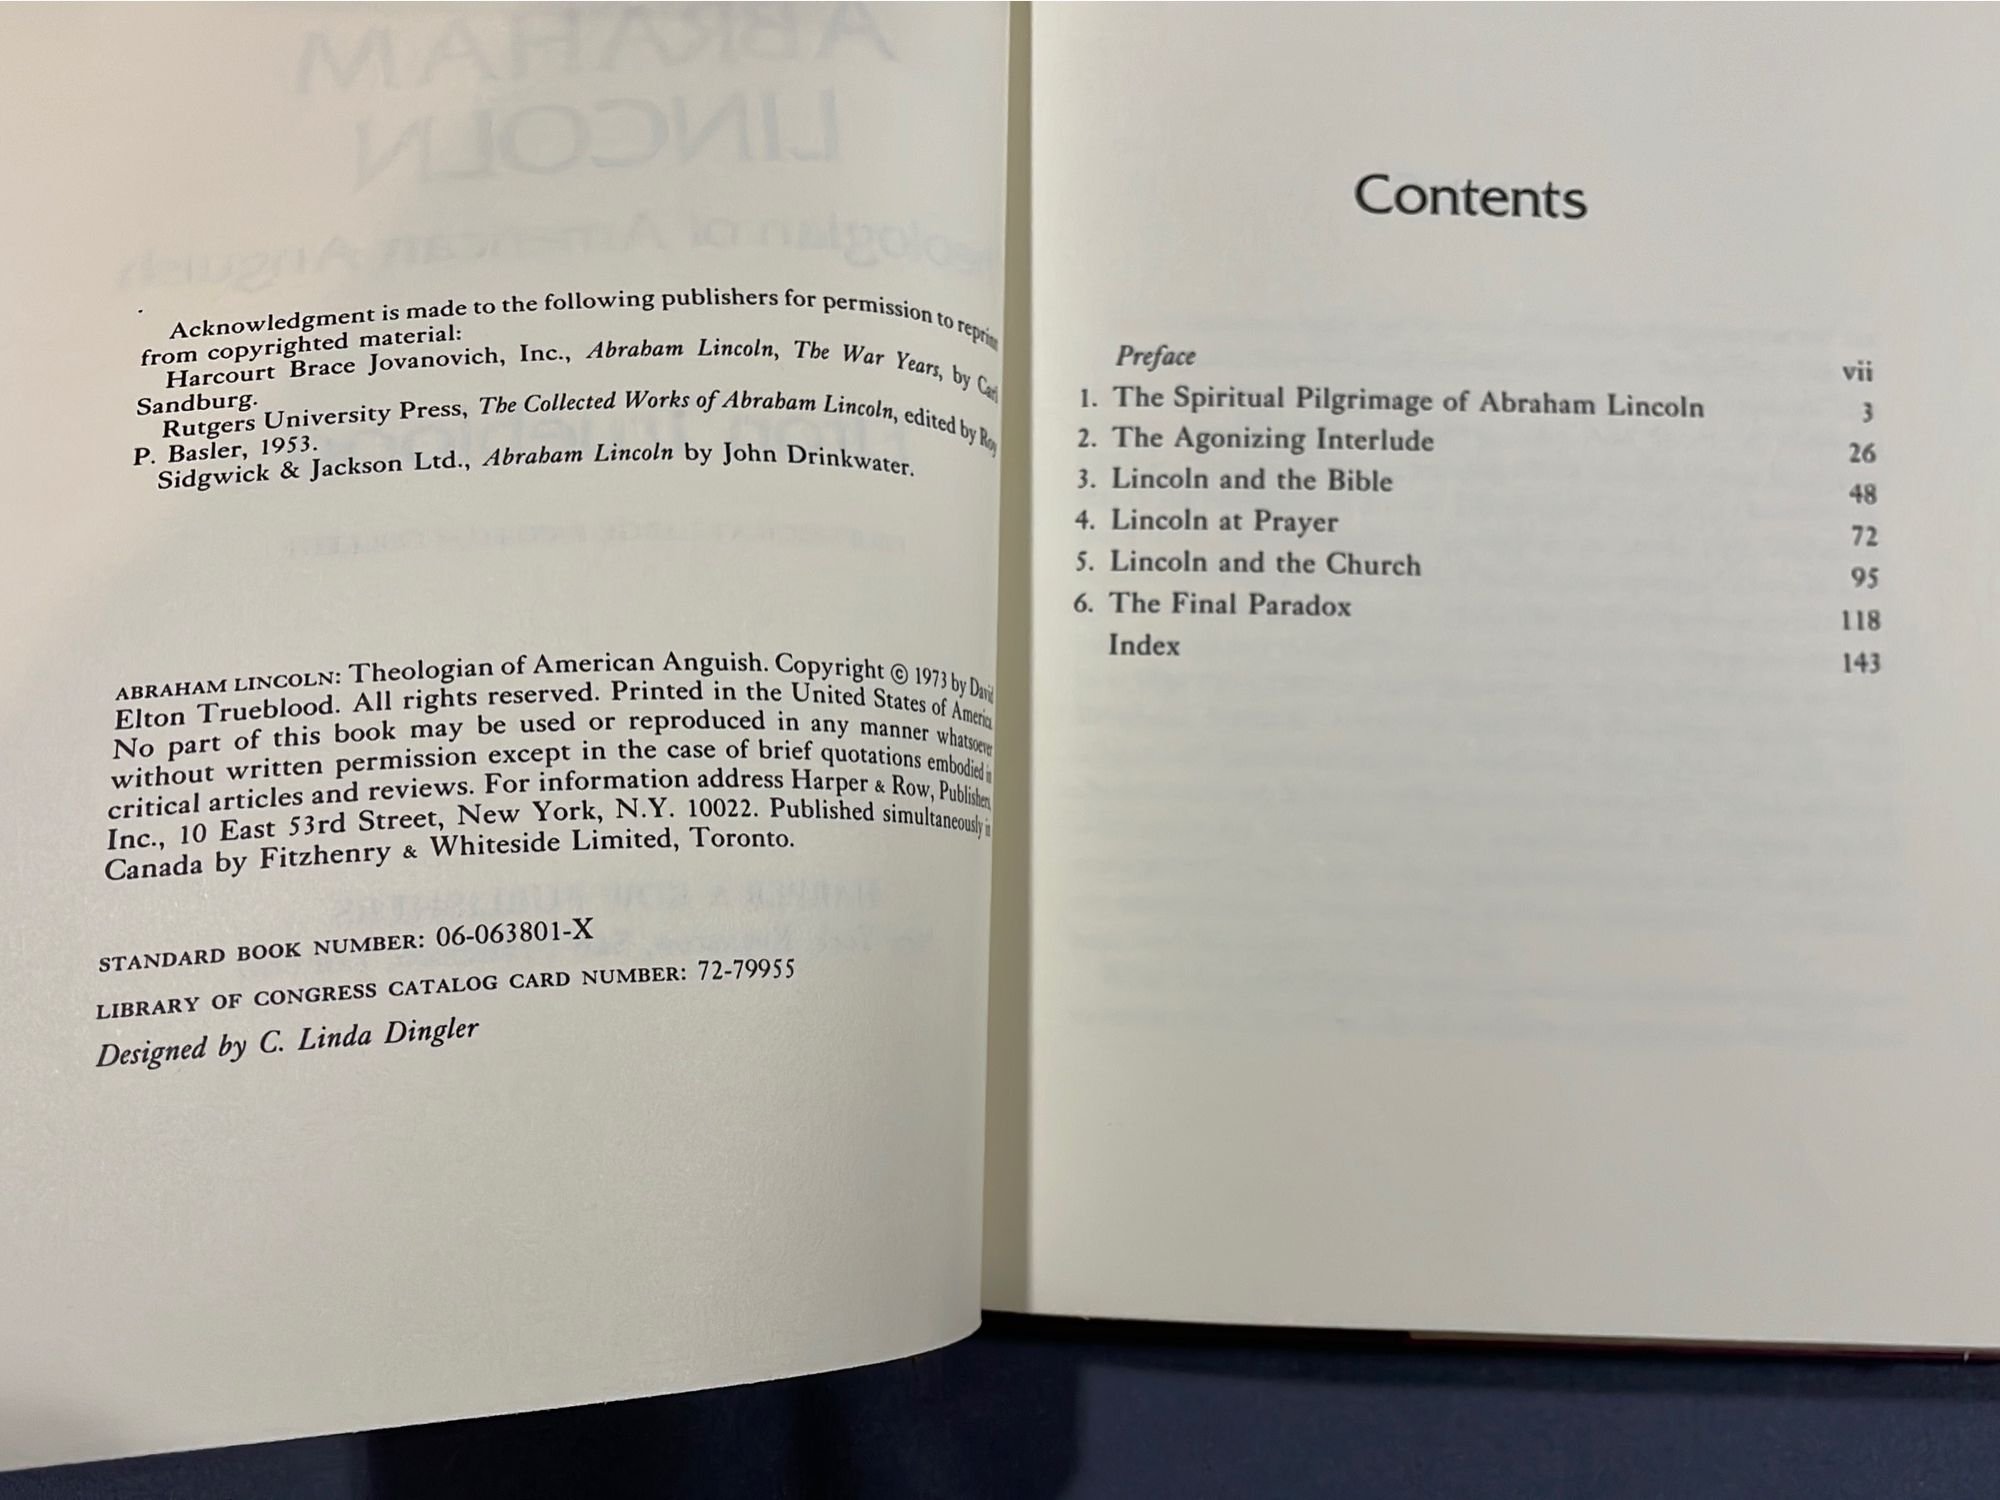 Acknowledgment is made to the following publishers for permission to reprint
from copyrighted material:
Harcourt Brace Jovanovich, Inc., Abraham Lincoln, The War Years, by Carl
Sandburg.
Rutgers University Press, The Collected Works of Abraham Lincoln, edited by Roy
P. Basler, 1953.
Sidgwick & Jackson Ltd., Abraham Lincoln by John Drinkwater.
ABRAHAM LINCOLN: Theologian of American Anguish. Copyright © 1973 by David
Elton Trueblood. All rights reserved. Printed in the United States of America.
No part of this book may be used or reproduced in any manner whatsoever
without written permission except in the case of brief quotations embodied in
critical articles and reviews. For information address Harper & Row, Publishers,
Inc., 10 East 53rd Street, New York, N.Y. 10022. Published simultaneously in
Canada by Fitzhenry & Whiteside Limited, Toronto.
STANDARD BOOK NUMBER: 06-063801-X
LIBRARY OF CONGRESS CATALOG CARD NUMBER: 72-79955
Designed by C. Linda Dingler
Contents
Preface vii
1. The Spiritual Pilgrimage of Abraham Lincoln 3
2. The Agonizing Interlude 26
3. Lincoln and the Bible 48
4. Lincoln at Prayer 72
5. Lincoln and the Church 95
6. The Final Paradox 118
Index 143